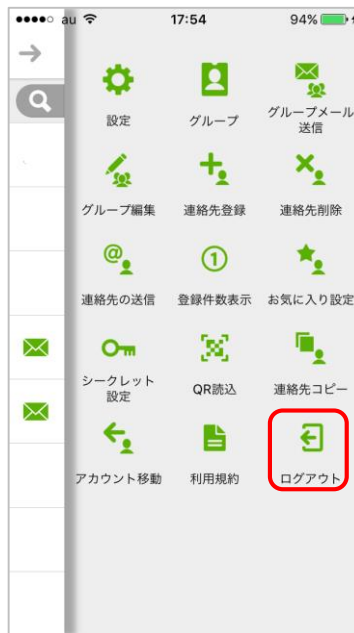 au 17:54 94%
設定 グループ グループメール
送信
グループ編集 連絡先登録 連絡先削除
@ 1
連絡先の送信 登録件数表示 お気に入り設定
シークレット
設定 QR読込 連絡先コピー
アカウント移動 利用規約 ログアウト